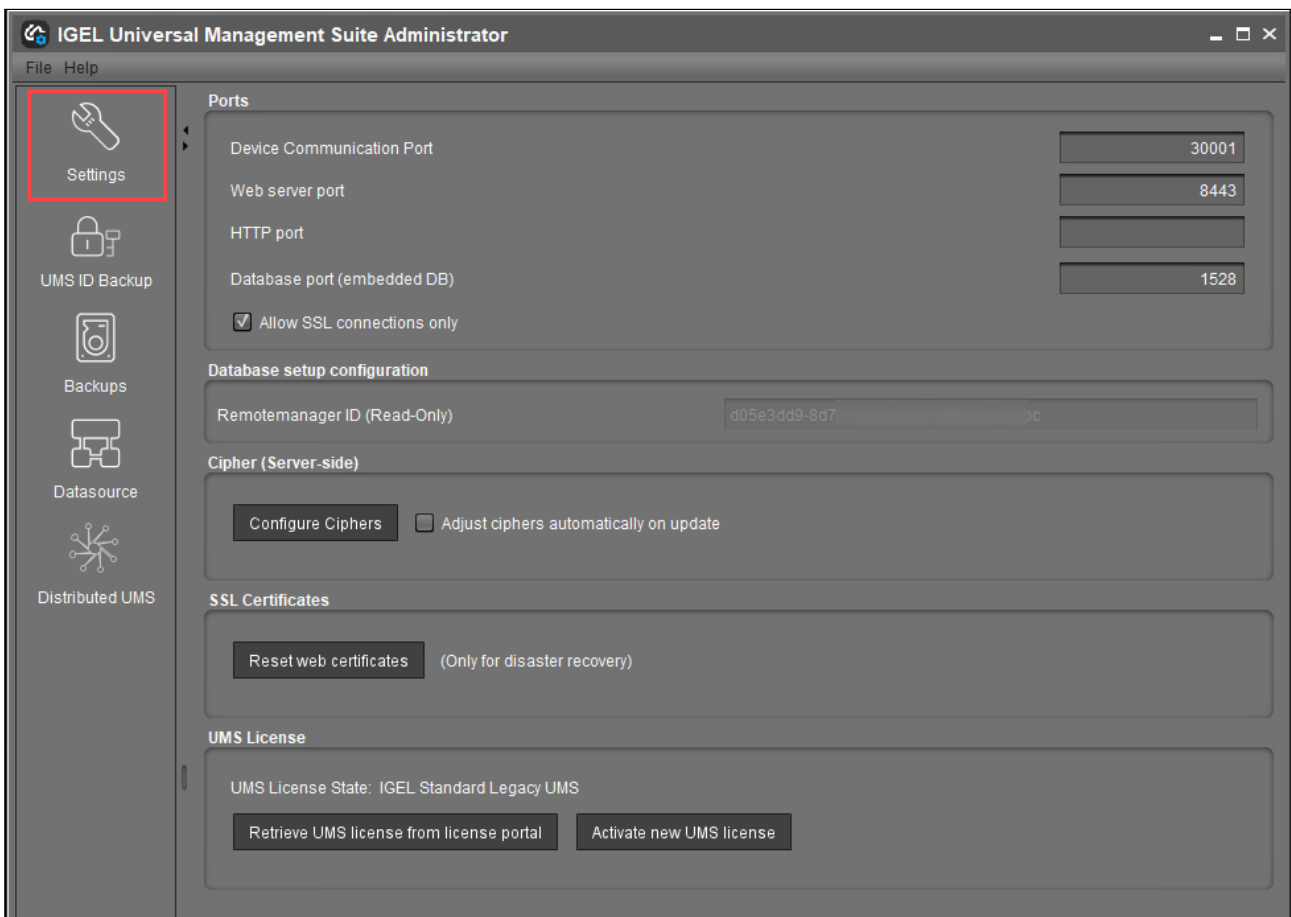 IGEL Universal Management Suite Administrator
File Help
Settings
UMS ID Backup
Backups
Datasource
Distributed UMS
Ports
Device Communication Port 30001
Web server port 8443
HTTP port
Database port (embedded DB) 1528
Allow SSL connections only
Database setup configuration
Remotemanager ID (Read-Only) d05e3dd9-8d7
Cipher (Server-side)
Configure Ciphers Adjust ciphers automatically on update
SSL Certificates
Reset web certificates (Only for disaster recovery)
UMS License
UMS License State: IGEL Standard Legacy UMS
Retrieve UMS license from license portal Activate new UMS license